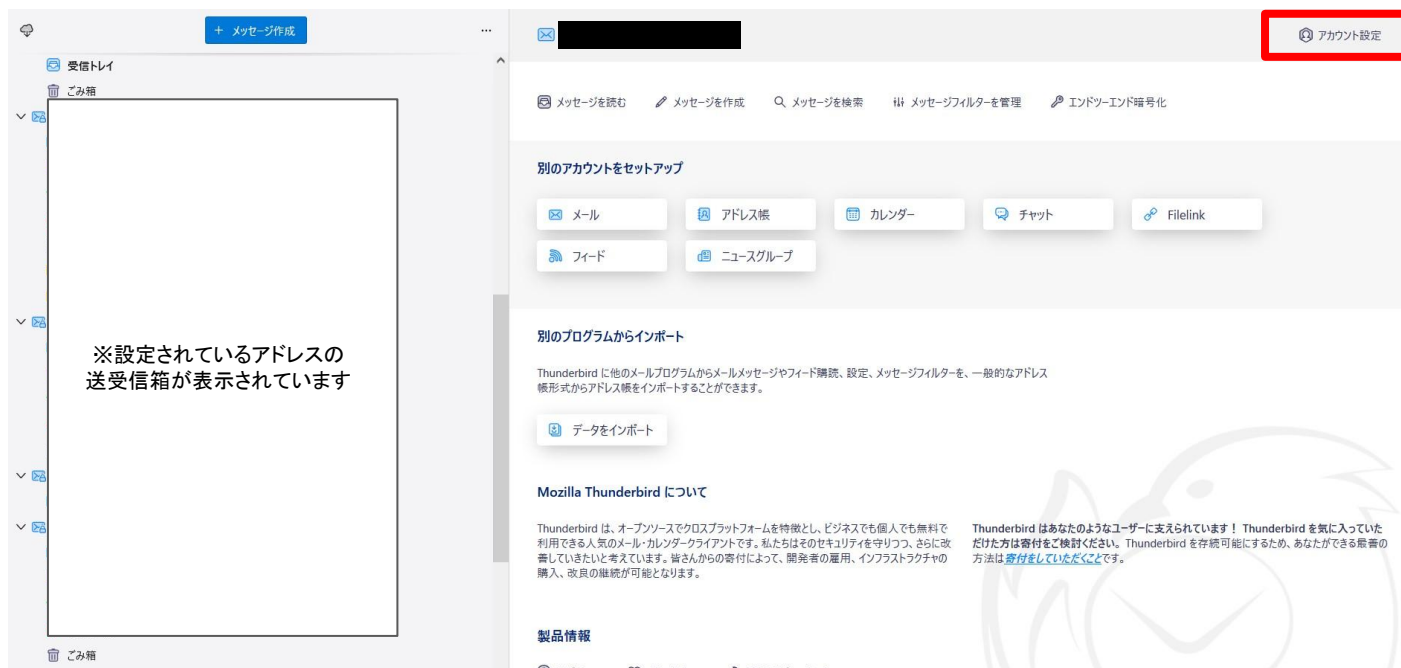 + メッセージ作成
…
受信トレイ
ごみ箱
※設定されているアドレスの
送受信箱が表示されています
ごみ箱
アカウント設定
メッセージを読む
メッセージを作成
メッセージを検索
メッセージフィルターを管理
エンドツーエンド暗号化
別のアカウントをセットアップ
メール
アドレス帳
カレンダー
チャット
Filelink
フィード
ニュースグループ
別のプログラムからインポート
Thunderbird に他のメールプログラムからメールメッセージやフィード購読、設定、メッセージフィルターを、一般的なアドレス
帳形式からアドレス帳をインポートすることができます。
データをインポート
Mozilla Thunderbird について
Thunderbird は、オープンソースでクロスプラットフォームを特徴とし、ビジネスでも個人でも無料で
利用できる人気のメール・カレンダークライアントです。私たちはそのセキュリティを守りつつ、さらに改
善していきたいと考えています。皆さんからの寄付によって、開発者の雇用、インフラストラクチャの
購入、改良の継続が可能となります。
Thunderbird はあなたのようなユーザーに支えられています！ Thunderbird を気に入っていた
だけた方は寄付をご検討ください。Thunderbird を存続可能にするため、あなたができる最善の
方法は寄付をしていただくことです。
製品情報